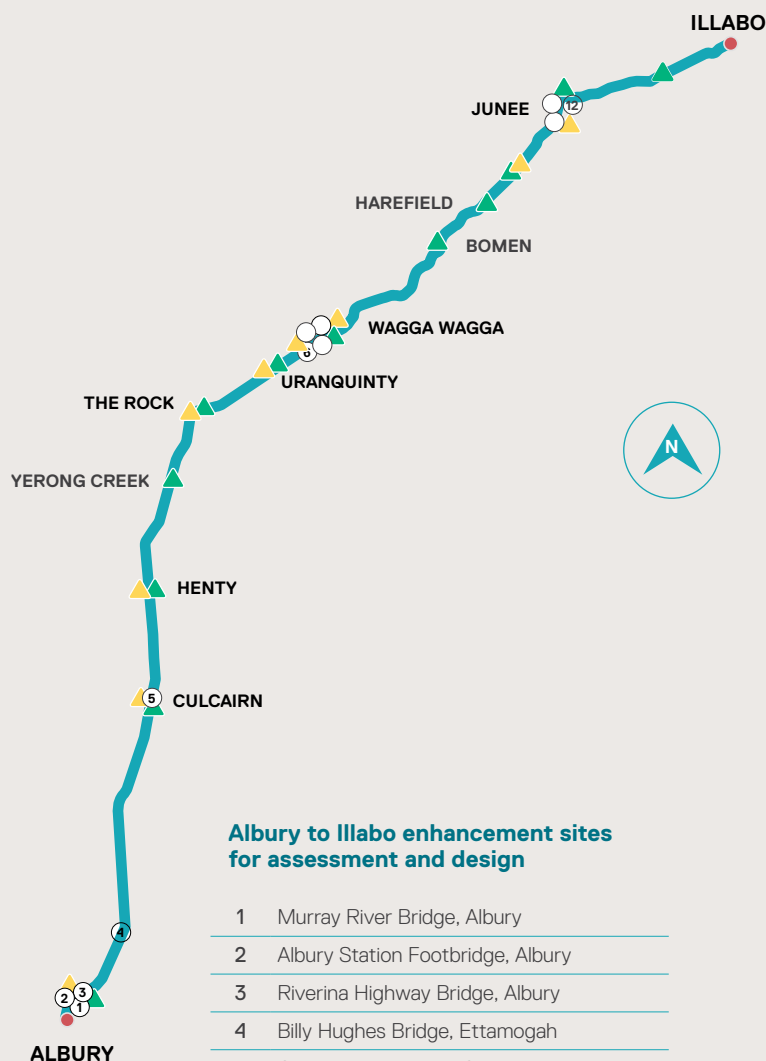 ILLABO
JUNEE
12
HAREFIELD
BOMEN
WAGGA WAGGA
6
URANQUINTY
THE ROCK
N
YERONG CREEK
HENTY
5
CULCAIRN
Albury to Illabo enhancement sites
for assessment and design
1 Murray River Bridge, Albury
2 Albury Station Footbridge, Albury
3 Riverina Highway Bridge, Albury
4 Billy Hughes Bridge, Ettamogah
4
3
2
1
ALBURY